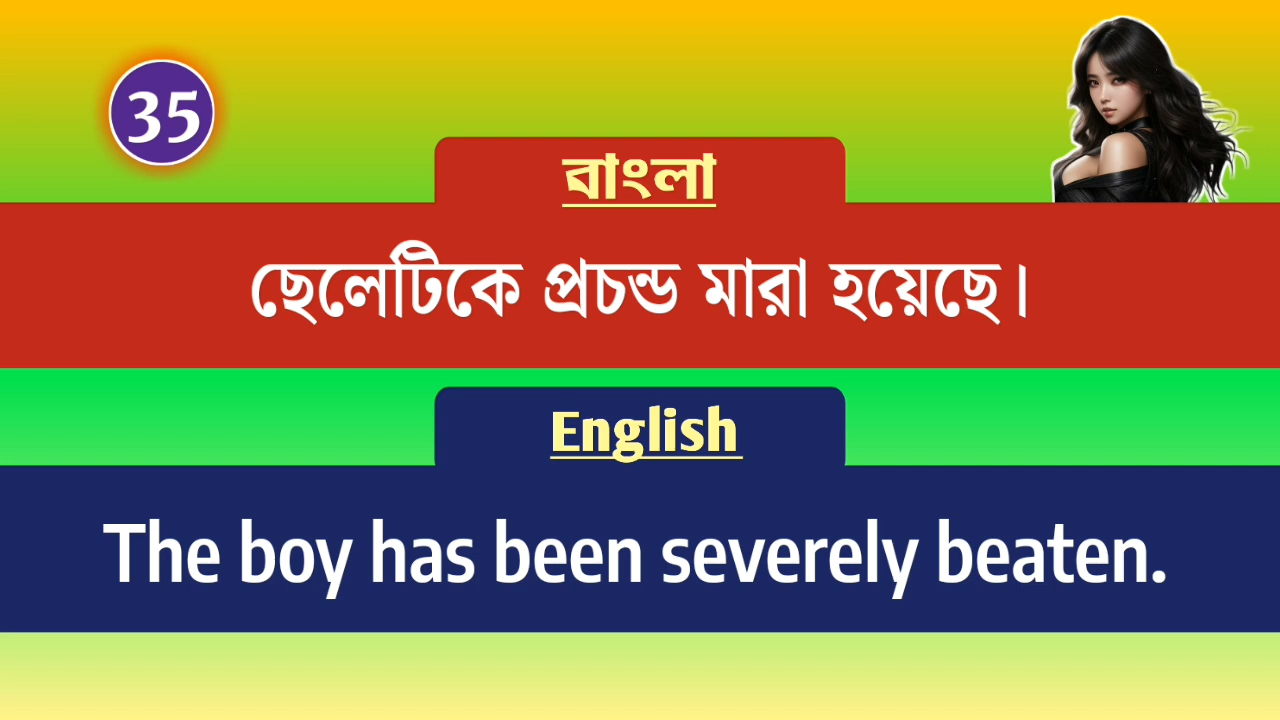 35
বাংলা
ছেলেটিকে প্রচন্ড মারা হয়েছে।
English
The boy has been severely beaten.